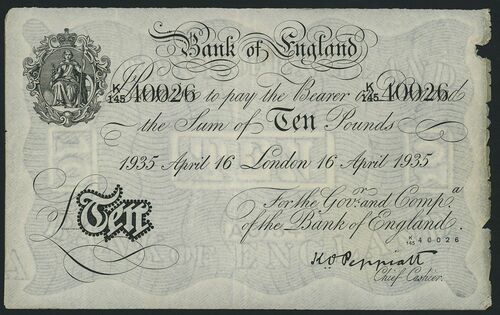 Bank of England
K/145 40026 to pay the Bearer on K/145 40026
the Sum of Ten Pounds
1935 April 16 London 16 April 1935
For the Govr. and Compa.
of the Bank of England.
K/145 40026
Ten
K.O. Peppiatt
Chief Cashier.